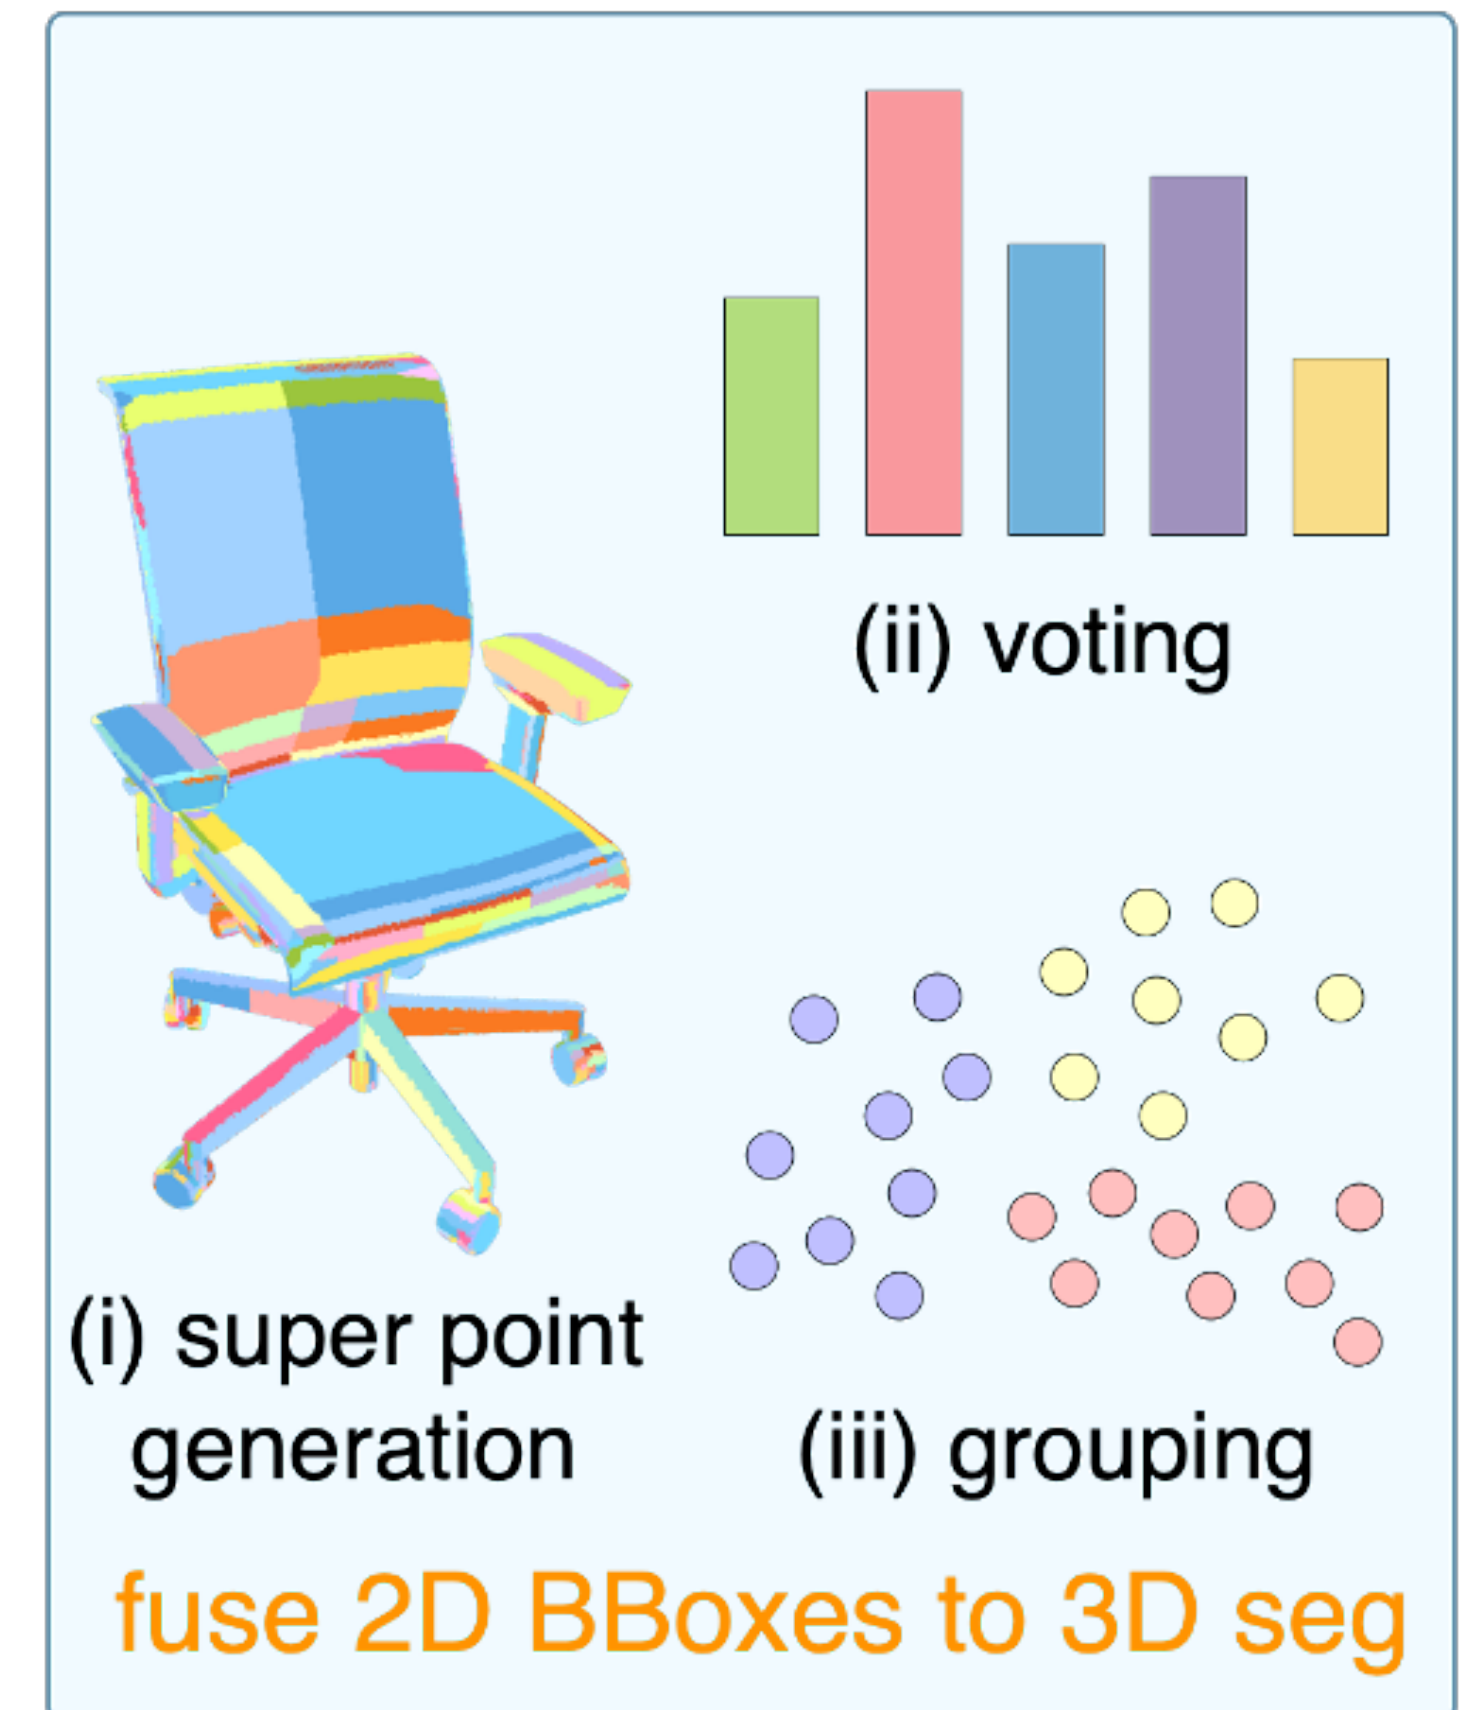 (ii) voting
(i) super point
generation
(iii) grouping
fuse 2D BBoxes to 3D seg